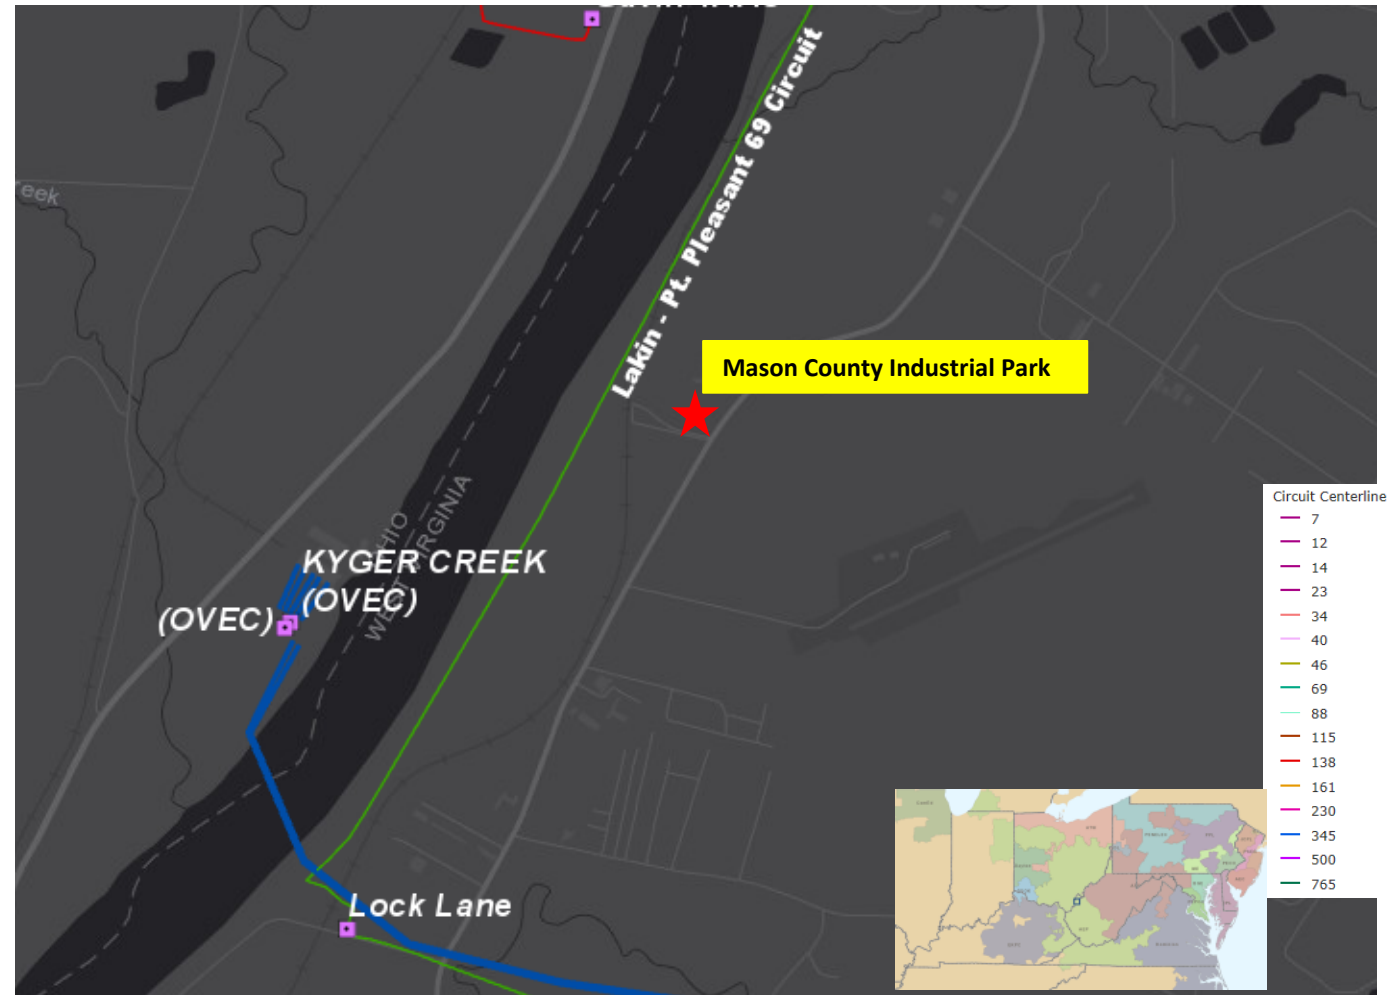 reek
Lakin - Pt. Pleasant 69 Circuit
Mason County Industrial Park
OHIO
WEST VIRGINIA
KYGER CREEK
(OVEC)
(OVEC)
Lock Lane
Circuit Centerline
7
12
14
23
34
40
46
69
88
115
138
161
230
345
500
765